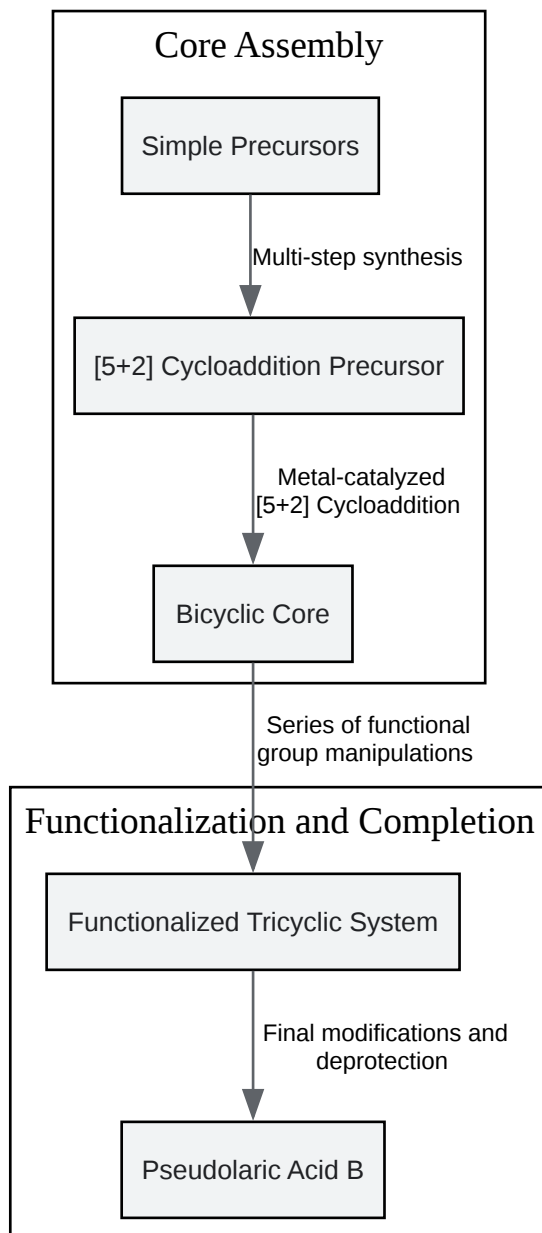 Core Assembly
Simple Precursors
Multi-step synthesis
[5+2] Cycloaddition Precursor
Metal-catalyzed
[5+2] Cycloaddition
Bicyclic Core
Series of functional
group manipulations
Functionalization and Completion
Functionalized Tricyclic System
Final modifications and
deprotection
Pseudolaric Acid B